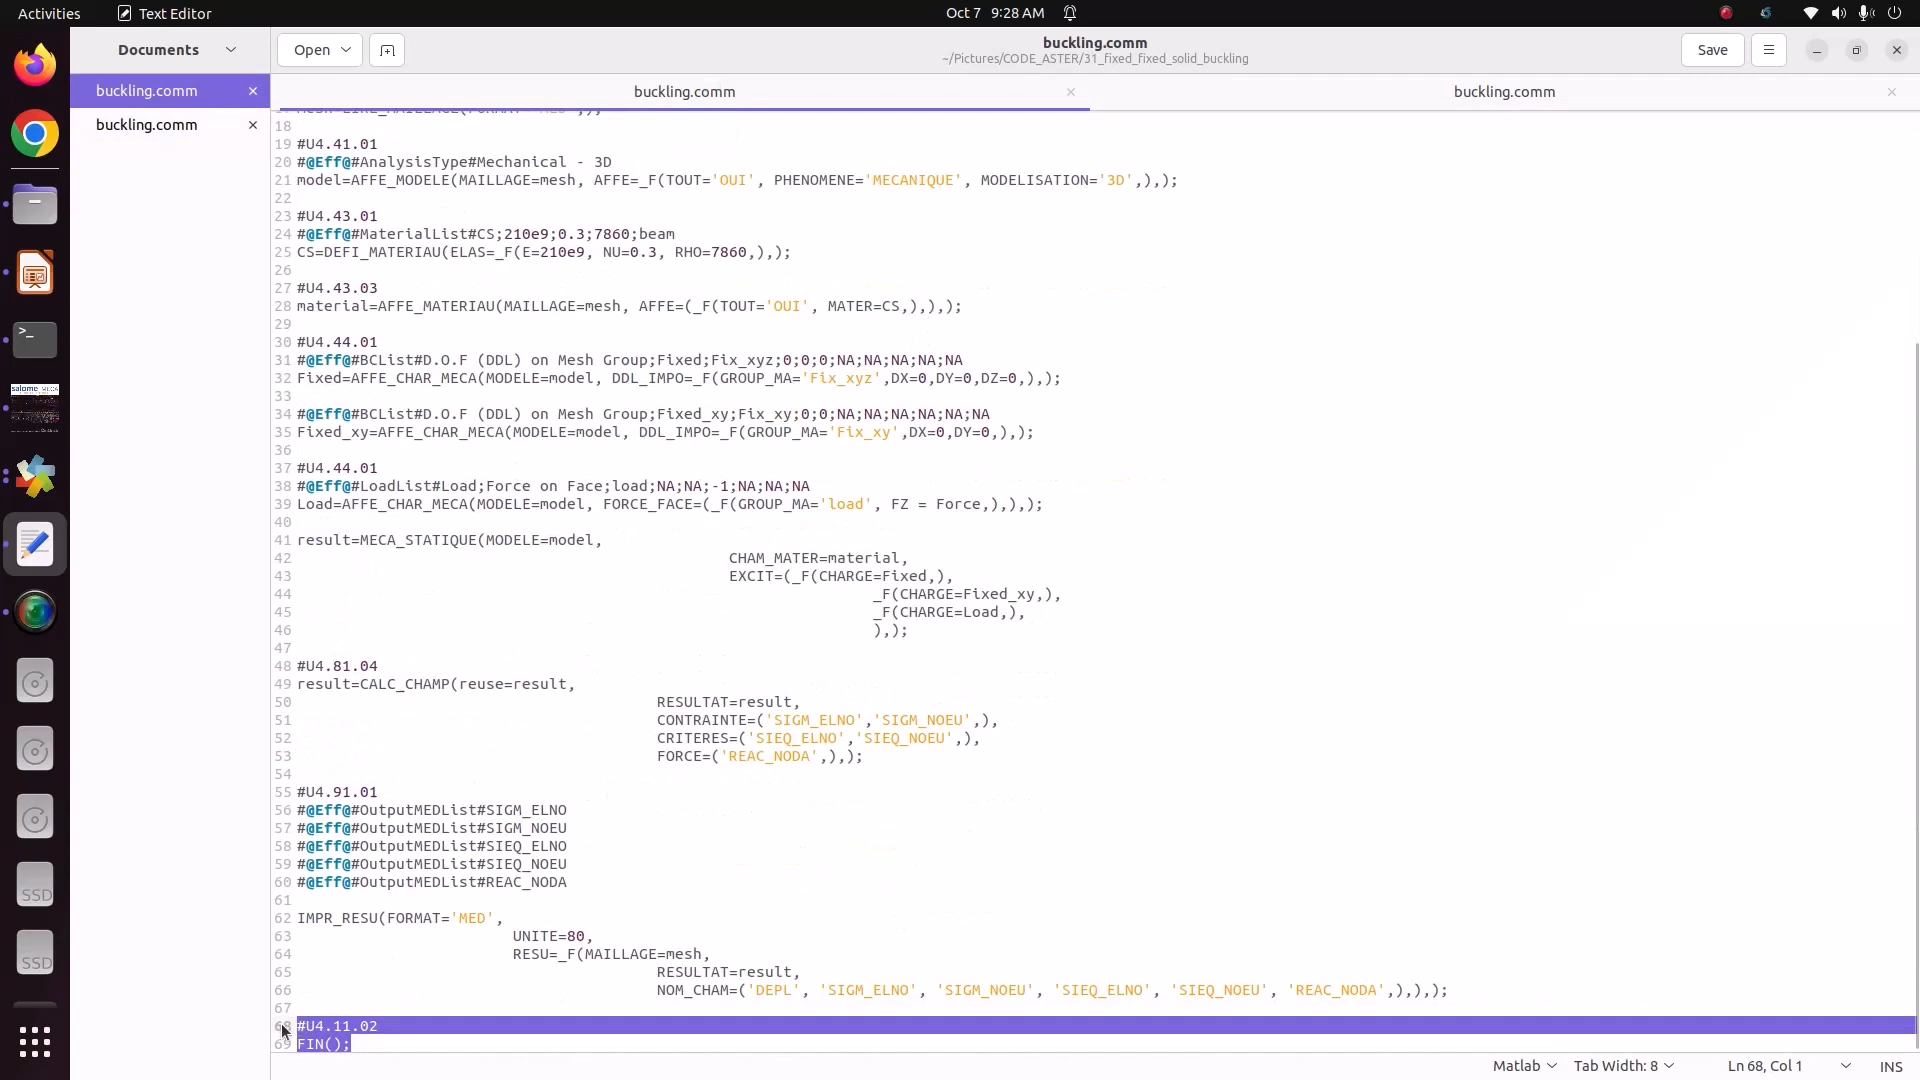 Activities
Text Editor
Oct 7 9:28 AM
Documents
Open
buckling.comm
~/Pictures/CODE_ASTER/31_fixed_fixed_solid_buckling
Save
buckling.comm
buckling.comm
buckling.comm
buckling.comm
18
19 #U4.41.01
20 #@Eff@#AnalysisType#Mechanical - 3D
21 model=AFFE_MODELE(MAILLAGE=mesh, AFFE=_F(TOUT='OUI', PHENOMENE='MECANIQUE', MODELISATION='3D',),);
22
23 #U4.43.01
24 #@Eff@#MaterialList#CS;210e9;0.3;7860;beam
25 CS=DEFI_MATERIAU(ELAS=_F(E=210e9, NU=0.3, RHO=7860,),);
26
27 #U4.43.03
28 material=AFFE_MATERIAU(MAILLAGE=mesh, AFFE=(_F(TOUT='OUI', MATER=CS,),),);
29
30 #U4.44.01
31 #@Eff@#BCList#D.O.F (DDL) on Mesh Group;Fixed;Fix_xyz;0;0;0;NA;NA;NA;NA;NA
32 Fixed=AFFE_CHAR_MECA(MODELE=model, DDL_IMPO=_F(GROUP_MA='Fix_xyz',DX=0,DY=0,DZ=0,),);
33
34 #@Eff@#BCList#D.O.F (DDL) on Mesh Group;Fixed_xy;Fix_xy;0;0;NA;NA;NA;NA;NA;NA
35 Fixed_xy=AFFE_CHAR_MECA(MODELE=model, DDL_IMPO=_F(GROUP_MA='Fix_xy',DX=0,DY=0,),);
36
37 #U4.44.01
38 #@Eff@#LoadList#Load;Force on Face;load;NA;NA;-1;NA;NA;NA
39 Load=AFFE_CHAR_MECA(MODELE=model, FORCE_FACE=(_F(GROUP_MA='load', FZ = Force,),),);
40
41 result=MECA_STATIQUE(MODELE=model,
42 CHAM_MATER=material,
43 EXCIT=(_F(CHARGE=Fixed,),
44 _F(CHARGE=Fixed_xy,),
45 _F(CHARGE=Load,),
46 ),);
47
48 #U4.81.04
49 result=CALC_CHAMP(reuse=result,
50 RESULTAT=result,
51 CONTRAINTE=('SIGM_ELNO','SIGM_NOEU',),
52 CRITERES=('SIEQ_ELNO','SIEQ_NOEU',),
53 FORCE=('REAC_NODA',),);
54
55 #U4.91.01
56 #@Eff@#OutputMEDList#SIGM_ELNO
57 #@Eff@#OutputMEDList#SIGM_NOEU
58 #@Eff@#OutputMEDList#SIEQ_ELNO
59 #@Eff@#OutputMEDList#SIEQ_NOEU
60 #@Eff@#OutputMEDList#REAC_NODA
61
62 IMPR_RESU(FORMAT='MED',
63 UNITE=80,
64 RESU=_F(MAILLAGE=mesh,
65 RESULTAT=result,
66 NOM_CHAM=('DEPL', 'SIGM_ELNO', 'SIGM_NOEU', 'SIEQ_ELNO', 'SIEQ_NOEU', 'REAC_NODA',),),);
67
68 #U4.11.02
69 FIN();
Matlab
Tab Width: 8
Ln 68, Col 1
INS
salome
SSD
SSD